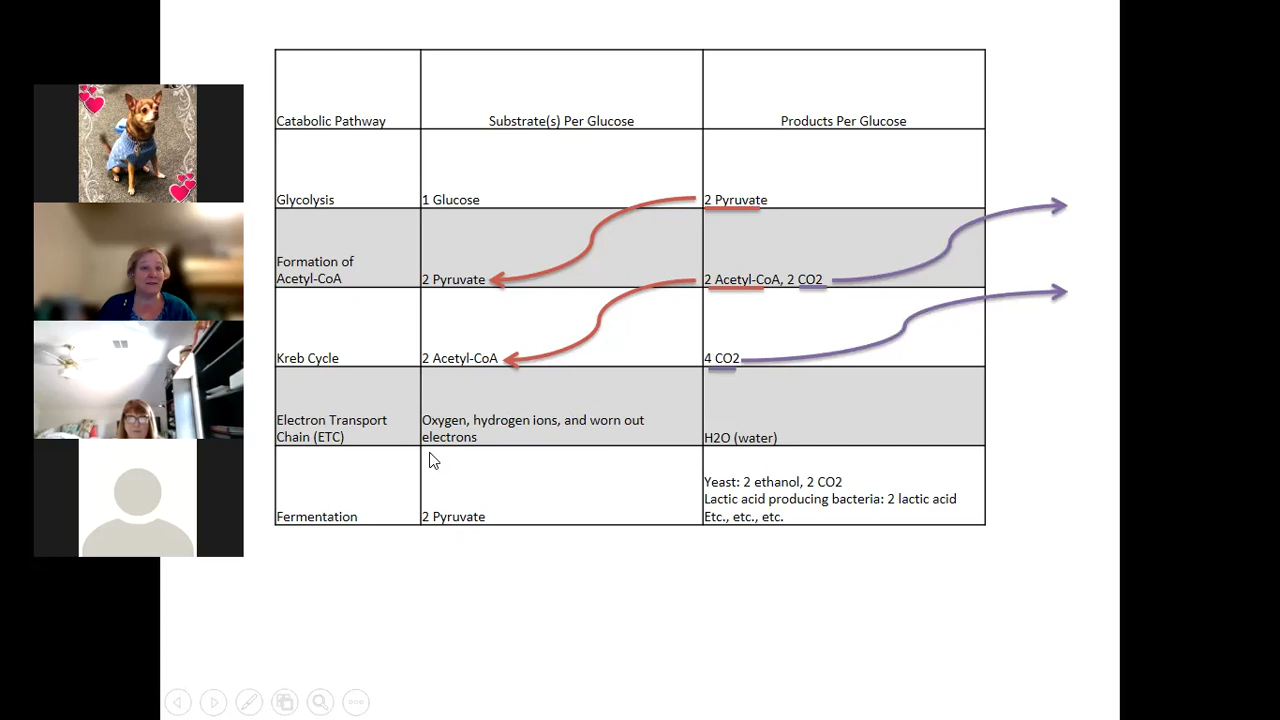 Catabolic Pathway
Substrate(s) Per Glucose
Products Per Glucose
Glycolysis
1 Glucose
2 Pyruvate
Formation of
Acetyl-CoA
2 Pyruvate
2 Acetyl-CoA, 2 CO2
Kreb Cycle
2 Acetyl-CoA
4 CO2
Electron Transport
Chain (ETC)
Oxygen, hydrogen ions, and worn out
electrons
H2O (water)
Fermentation
2 Pyruvate
Yeast: 2 ethanol, 2 CO2
Lactic acid producing bacteria: 2 lactic acid
Etc., etc., etc.